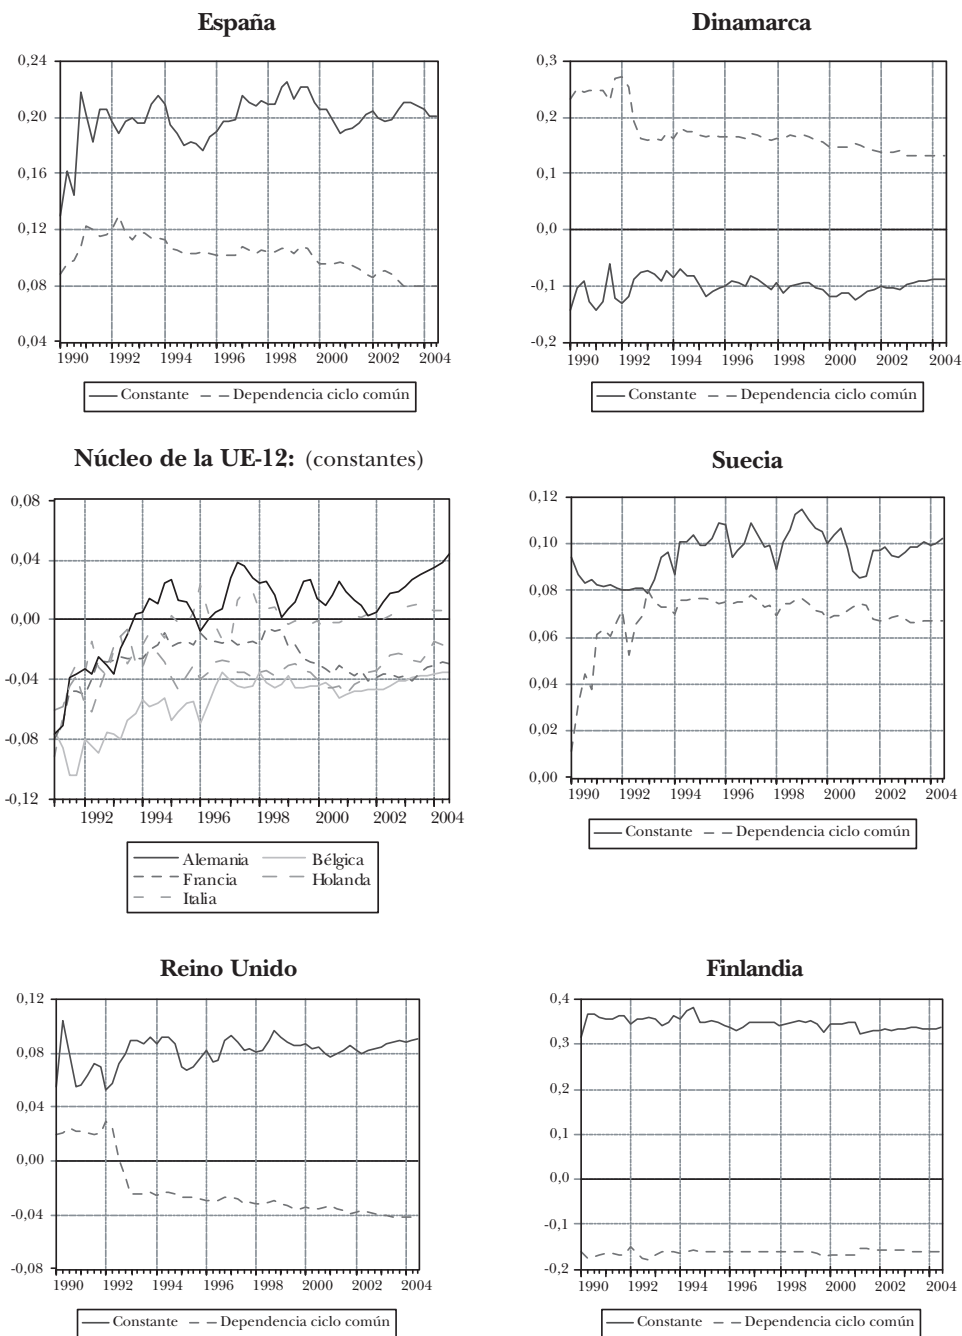 España
0,24
0,20
0,16
0,12
0,08
0,04
1990 1992 1994 1996 1998 2000 2002 2004
Constante Dependencia ciclo común
Dinamarca
0,3
0,2
0,1
0,0
-0,1
-0,2
1990 1992 1994 1996 1998 2000 2002 2004
Constante Dependencia ciclo común
Núcleo de la UE-12: (constantes)
0,08
0,04
0,00
-0,04
-0,08
-0,12
1992 1994 1996 1998 2000 2002 2004
Alemania Bélgica
Francia Holanda
Italia
Suecia
0,12
0,10
0,08
0,06
0,04
0,02
0,00
1990 1992 1994 1996 1998 2000 2002 2004
Constante Dependencia ciclo común
Reino Unido
0,12
0,08
0,04
0,00
-0,04
-0,08
1990 1992 1994 1996 1998 2000 2002 2004
Constante Dependencia ciclo común
Finlandia
0,4
0,3
0,2
0,1
0,0
-0,1
-0,2
1990 1992 1994 1996 1998 2000 2002 2004
Constante Dependencia ciclo común